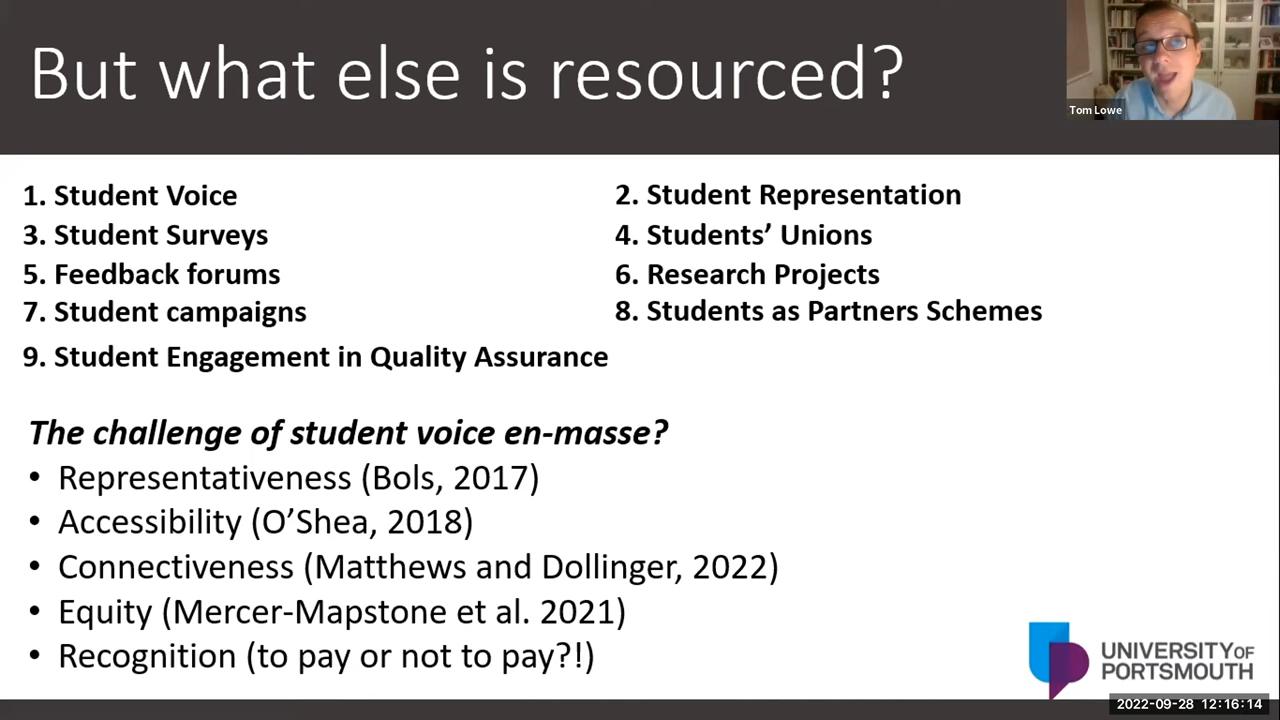 But what else is resourced?
Tom Lowe
1. Student Voice
2. Student Representation
3. Student Surveys
4. Students’ Unions
5. Feedback forums
6. Research Projects
7. Student campaigns
8. Students as Partners Schemes
9. Student Engagement in Quality Assurance
The challenge of student voice en-masse?
• Representativeness (Bols, 2017)
• Accessibility (O’Shea, 2018)
• Connectiveness (Matthews and Dollinger, 2022)
• Equity (Mercer-Mapstone et al. 2021)
• Recognition (to pay or not to pay?!)
UNIVERSITY OF
PORTSMOUTH
2022-09-28 12:16:14